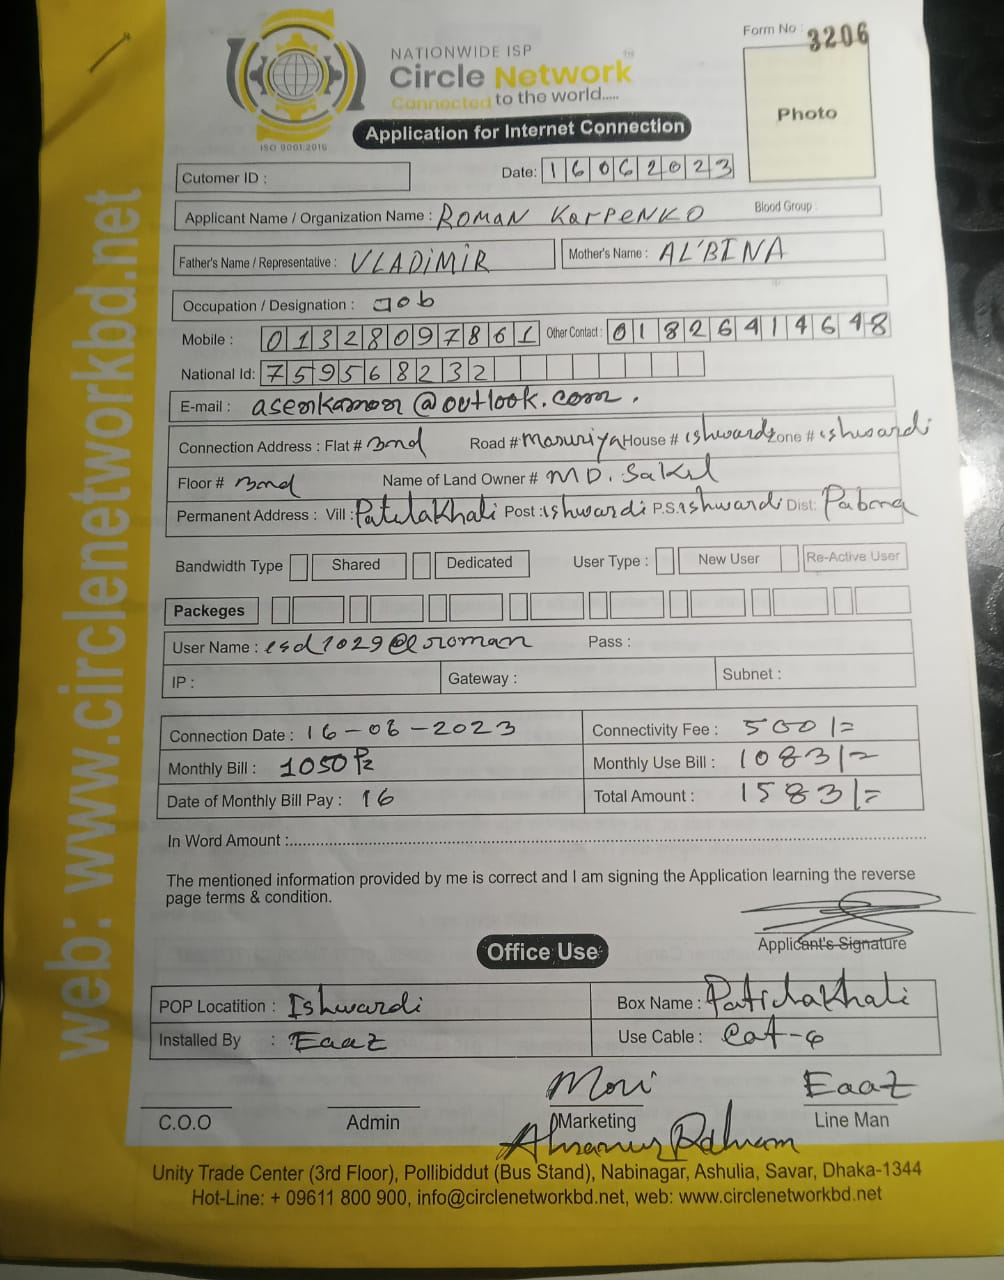 Form No : 3206
NATIONWIDE ISP
Circle Network
Connected to the world.....
ISO 9001:2015
Application for Internet Connection
Photo
Cutomer ID :
Date: 16062023
Applicant Name / Organization Name : ROMAN KARPENKO Blood Group :
Father's Name / Representative : VLADIMIR Mother's Name : AL'BINA
Occupation / Designation : Job
Mobile : 01328097861 Other Contact : 01826414648
National Id: 759568232
E-mail : @outlook.com.
Connection Address : Flat # Road # Masuriya House # ishwardi Zone # ishwardi
Floor # Name of Land Owner # MD. Sakil
Permanent Address : Vill : Patilakhali Post : ishwardi P.S. ishwardi Dist: Pabna
Bandwidth Type Shared Dedicated User Type : New User Re-Active User
Packeges
User Name : esd1029@ roman Pass :
IP : Gateway : Subnet :
Connection Date : 16-06-2023 Connectivity Fee : 500/=
Monthly Bill : 1050 Monthly Use Bill : 1083/=
Date of Monthly Bill Pay : 16 Total Amount : 1583/=
In Word Amount :
The mentioned information provided by me is correct and I am signing the Application learning the reverse
page terms & condition.
Applicant's Signature
Office Use
POP Locatition : Ishwardi Box Name : Patilakhali
Installed By : Eaaz Use Cable : Cat-6
Eaaz
C.O.O Admin Marketing Line Man
Unity Trade Center (3rd Floor), Pollibiddut (Bus Stand), Nabinagar, Ashulia, Savar, Dhaka-1344
Hot-Line: + 09611 800 900, info@circlenetworkbd.net, web: www.circlenetworkbd.net
web: www.circlenetworkbd.net